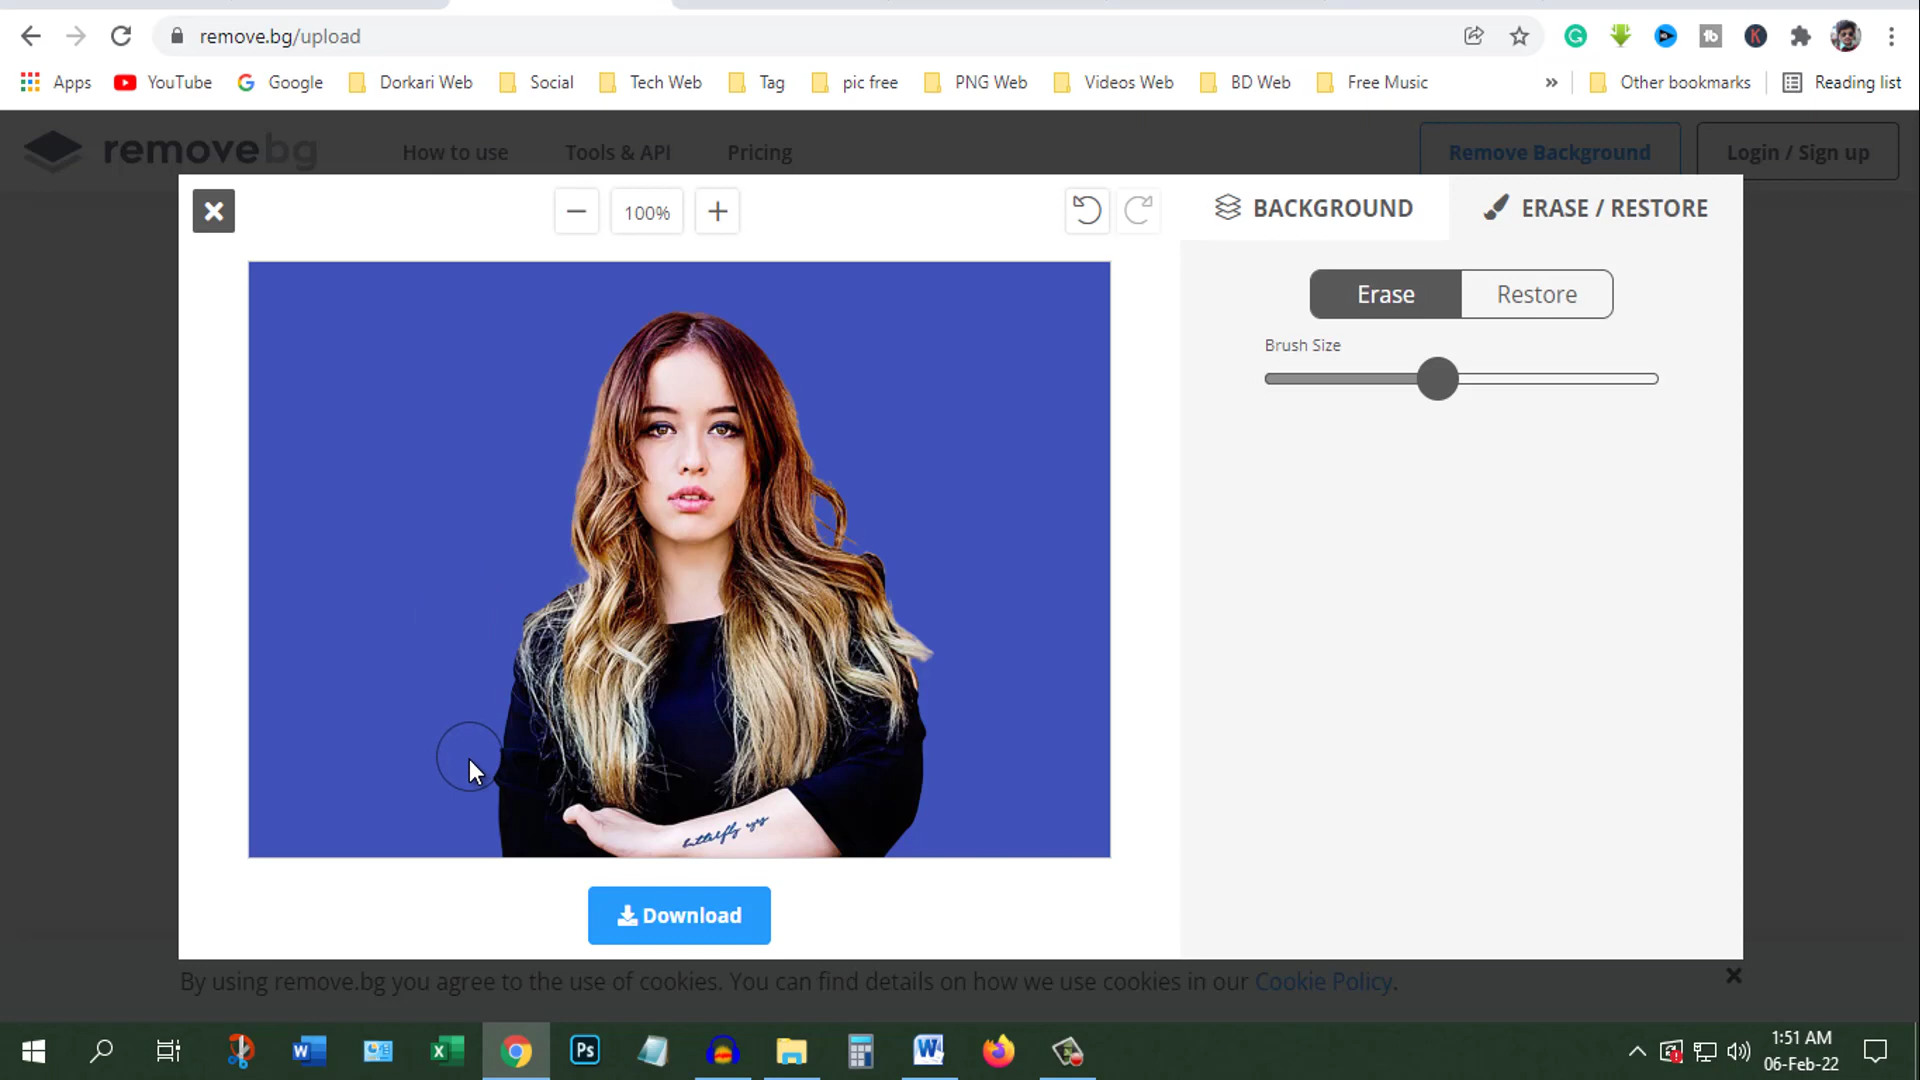 remove.bg/upload
Apps YouTube Google Dorkari Web Social Tech Web Tag pic free PNG Web Videos Web BD Web Free Music » Other bookmarks Reading list
removebg How to use Tools & API Pricing Remove Background Login / Sign up
100% BACKGROUND ERASE / RESTORE
Erase Restore
Brush Size
butterfly
Download
By using remove.bg you agree to the use of cookies. You can find details on how we use cookies in our Cookie Policy.
1:51 AM
06-Feb-22